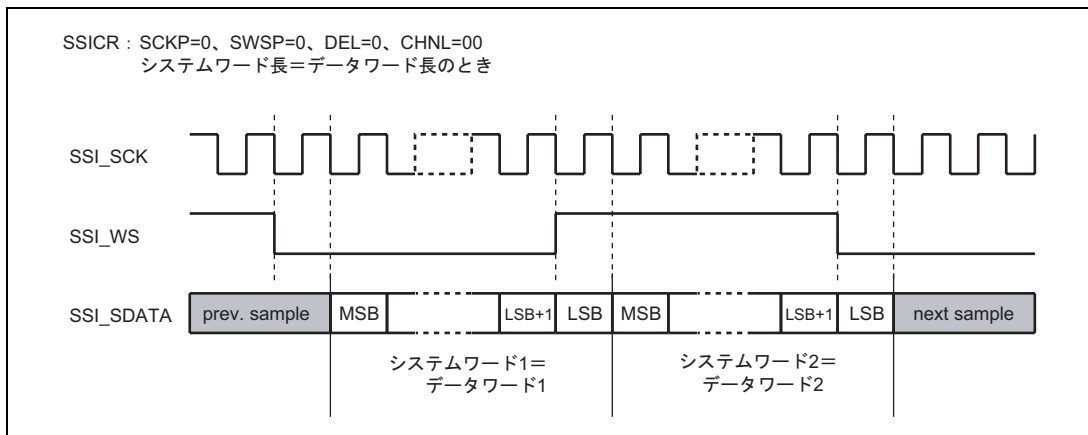 SSICR : SCKP=0、SWSP=0、DEL=0、CHNL=00
システムワード長＝データワード長のとき
SSI_SCK
SSI_WS
SSI_SDATA
prev. sample
MSB
LSB+1
LSB
MSB
LSB+1
LSB
next sample
システムワード1＝
データワード1
システムワード2＝
データワード2